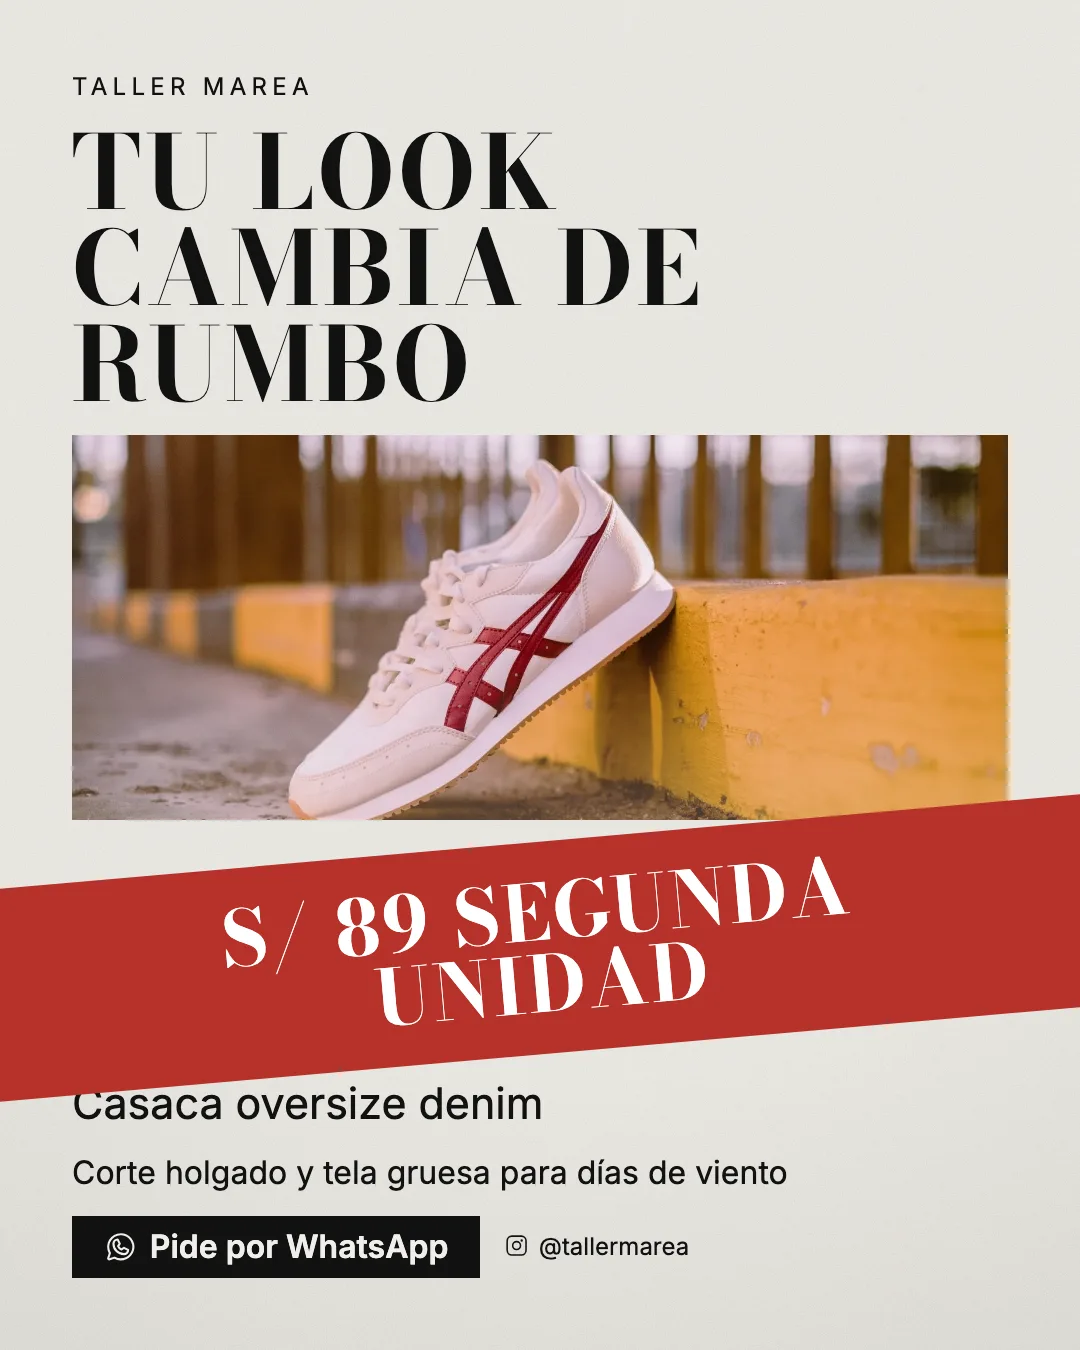 TALLER MAREA
TU LOOK
CAMBIA DE
RUMBO
S/ 89 SEGUNDA
UNIDAD
Casaca oversize denim
Corte holgado y tela gruesa para días de viento
Pide por WhatsApp
@tallermarea